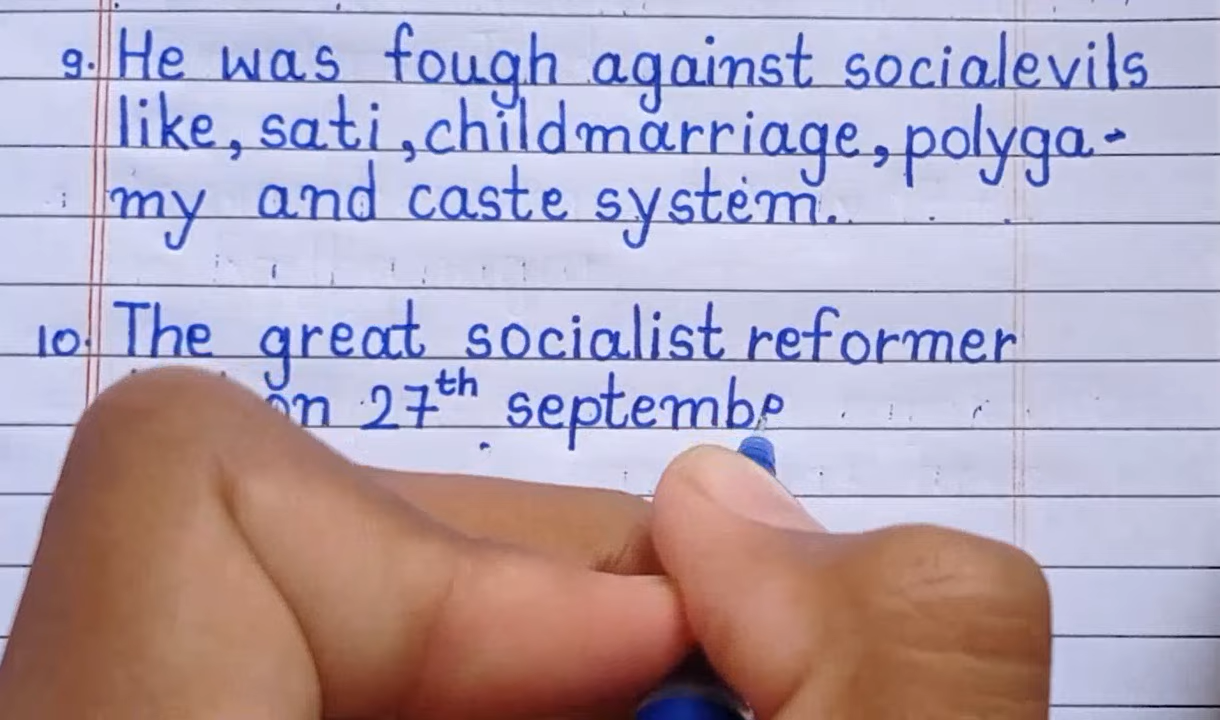 9. He was fough against socialevils
like, sati, childmarriage, polyga-
my and caste system.
10. The great socialist reformer
on 27th septembe